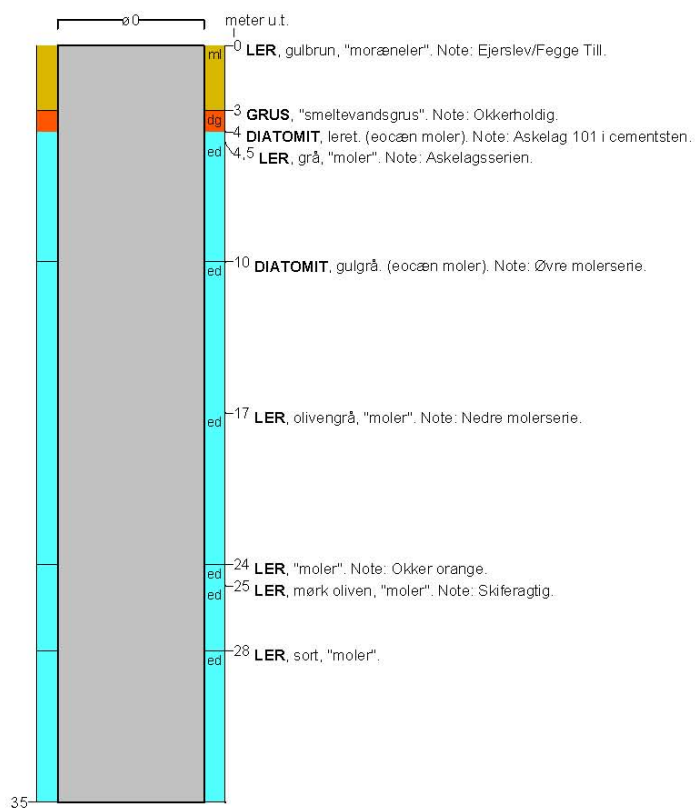 ø 0 meter u.t.
0 LER, gulbrun, "moræneler". Note: Ejerslev/Fegge Till.
ml
3 GRUS, "smeltevandsgrus". Note: Okkerholdig.
dg
4 DIATOMIT, leret. (eocæn moler). Note: Askelag 101 i cementsten.
ed 4,5 LER, grå, "moler". Note: Askelagsserien.
10 DIATOMIT, gulgrå. (eocæn moler). Note: Øvre molerserie.
ed
17 LER, olivengrå, "moler". Note: Nedre molerserie.
ed
24 LER, "moler". Note: Okker orange.
ed
25 LER, mørk oliven, "moler". Note: Skiferagtig.
ed
28 LER, sort, "moler".
ed
35